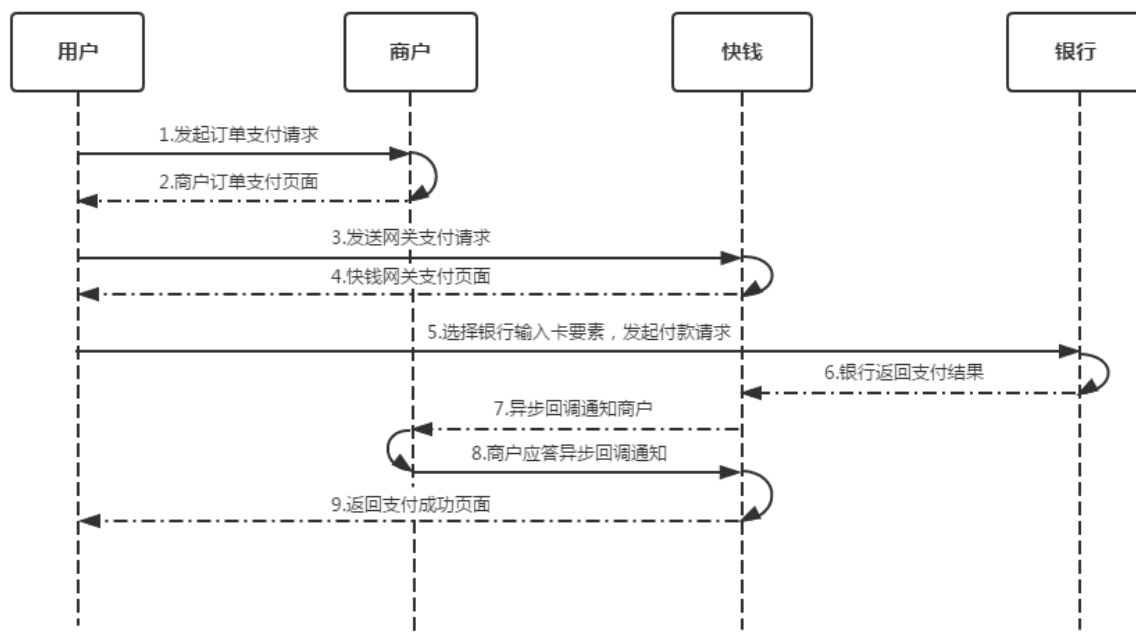 用户
商户
快钱
银行
1.发起订单支付请求
2.商户订单支付页面
3.发送网关支付请求
4.快钱网关支付页面
5.选择银行输入卡要素，发起付款请求
6.银行返回支付结果
7.异步回调通知商户
8.商户应答异步回调通知
9.返回支付成功页面